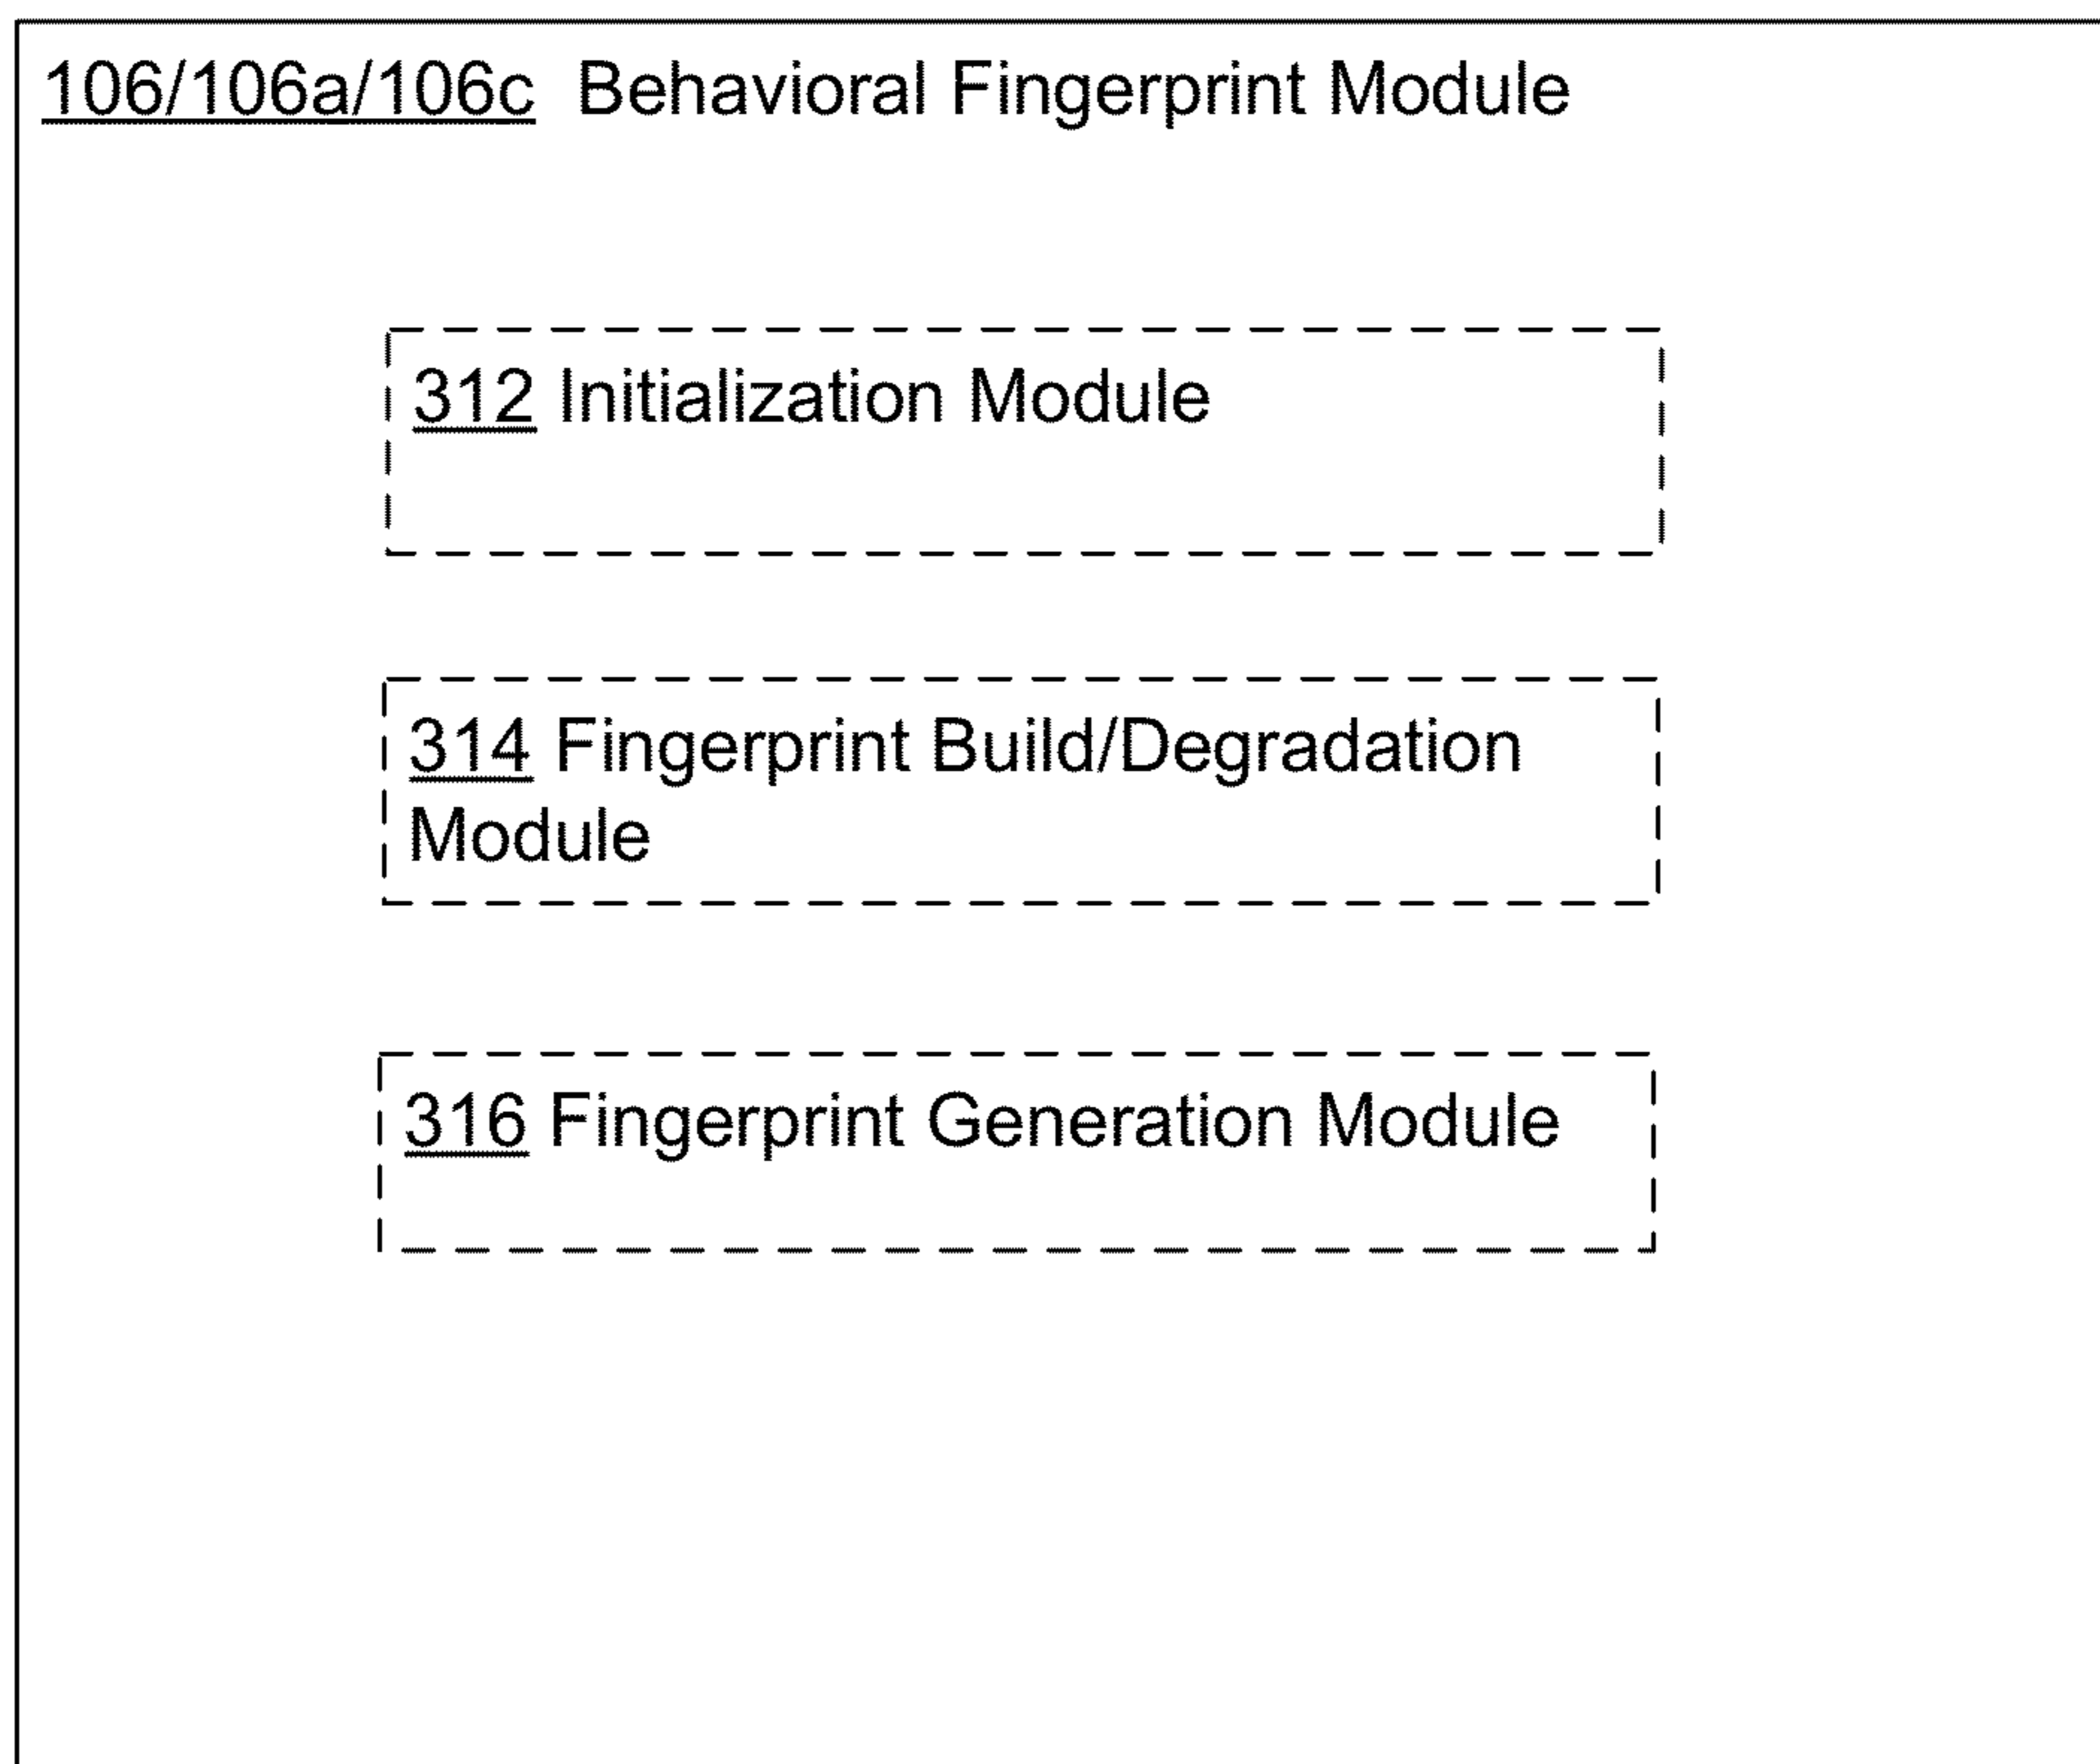 106/106a/106c Behavioral Fingerprint Module
312 Initialization Module
314 Fingerprint Build/Degradation
Module
316 Fingerprint Generation Module